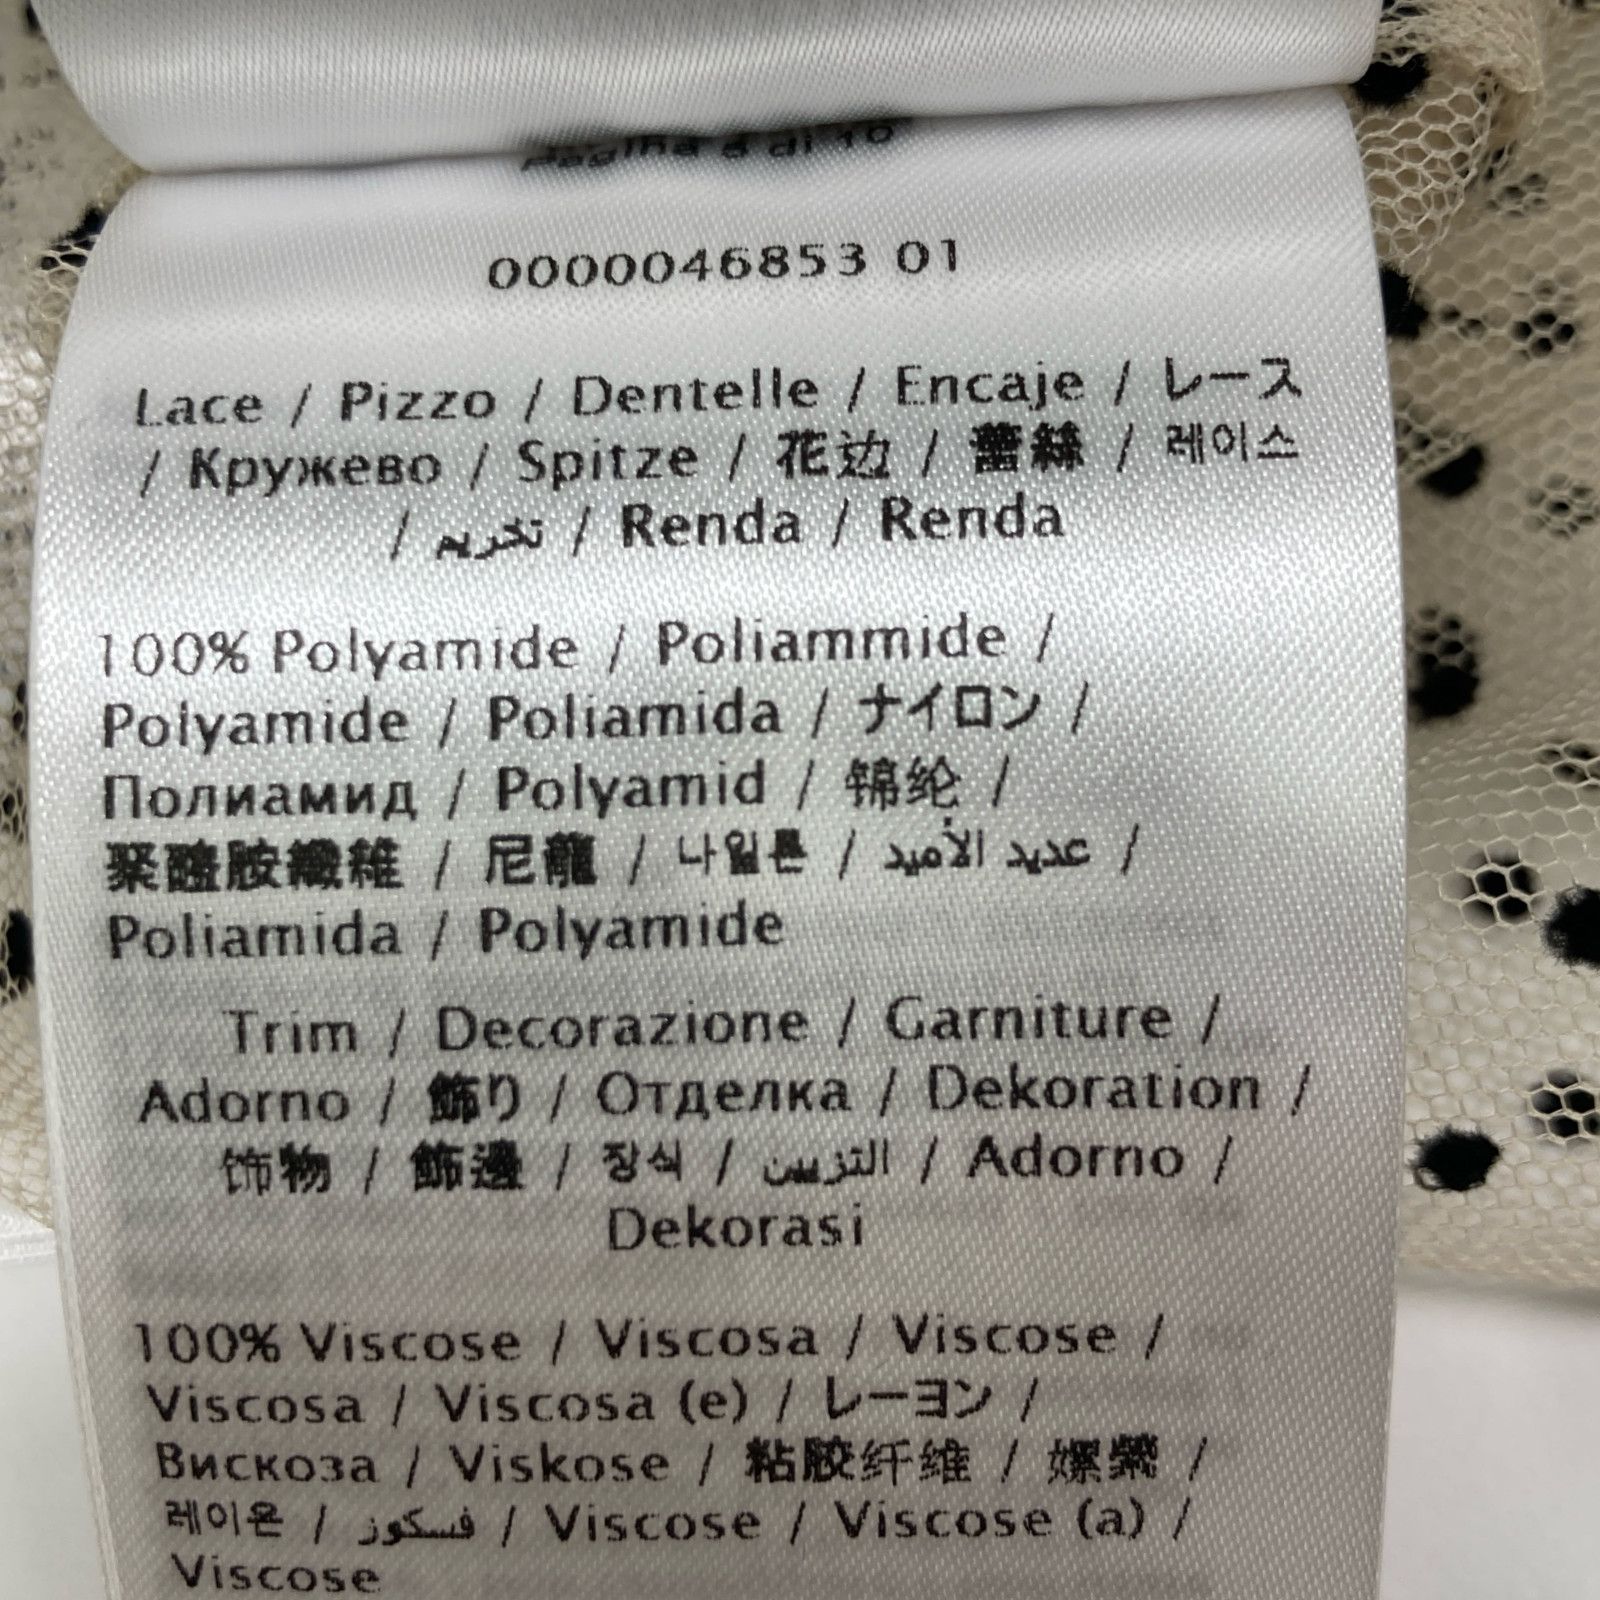 Pagina 8 di 10
0000046853 01
Lace / Pizzo / Dentelle / Encaje / レース
/ Кружево / Spitze / 花边 / 蕾絲 / 레이스
/ تخريم / Renda / Renda
100% Polyamide / Poliammide /
Polyamide / Poliamida / ナイロン /
Полиамид / Polyamid / 锦纶 /
聚醯胺纖維 / 尼龍 / 나일론 / عديد الأميد /
Poliamida / Polyamide
Trim / Decorazione / Garniture /
Adorno / 飾り / Отделка / Dekoration /
饰物 / 飾邊 / 장식 / التزيين / Adorno /
Dekorasi
100% Viscose / Viscosa / Viscose /
Viscosa / Viscosa (e) / レーヨン /
Вискоза / Viskose / 粘胶纤维 / 嫘縈 /
레이온 / فسكوز / Viscose / Viscose (a) /
Viscose